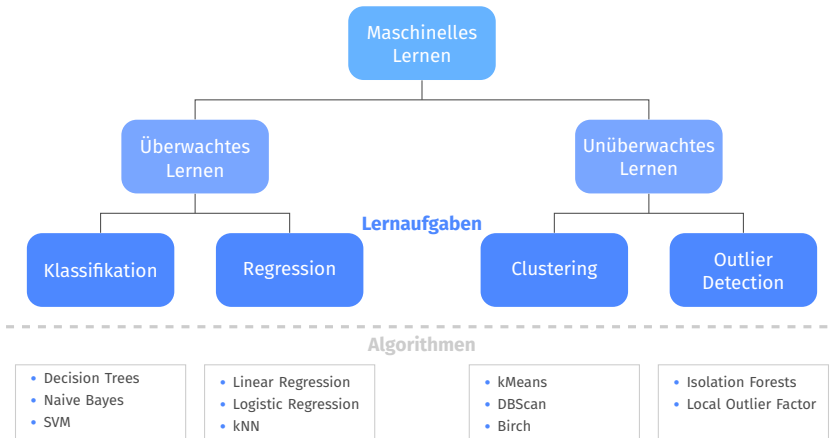 Maschinelles
Lernen
Überwachtes
Lernen
Unüberwachtes
Lernen
Lernaufgaben
Klassifikation
Regression
Clustering
Outlier
Detection
Algorithmen
• Decision Trees
• Naive Bayes
• SVM
• Linear Regression
• Logistic Regression
• kNN
• kMeans
• DBScan
• Birch
• Isolation Forests
• Local Outlier Factor